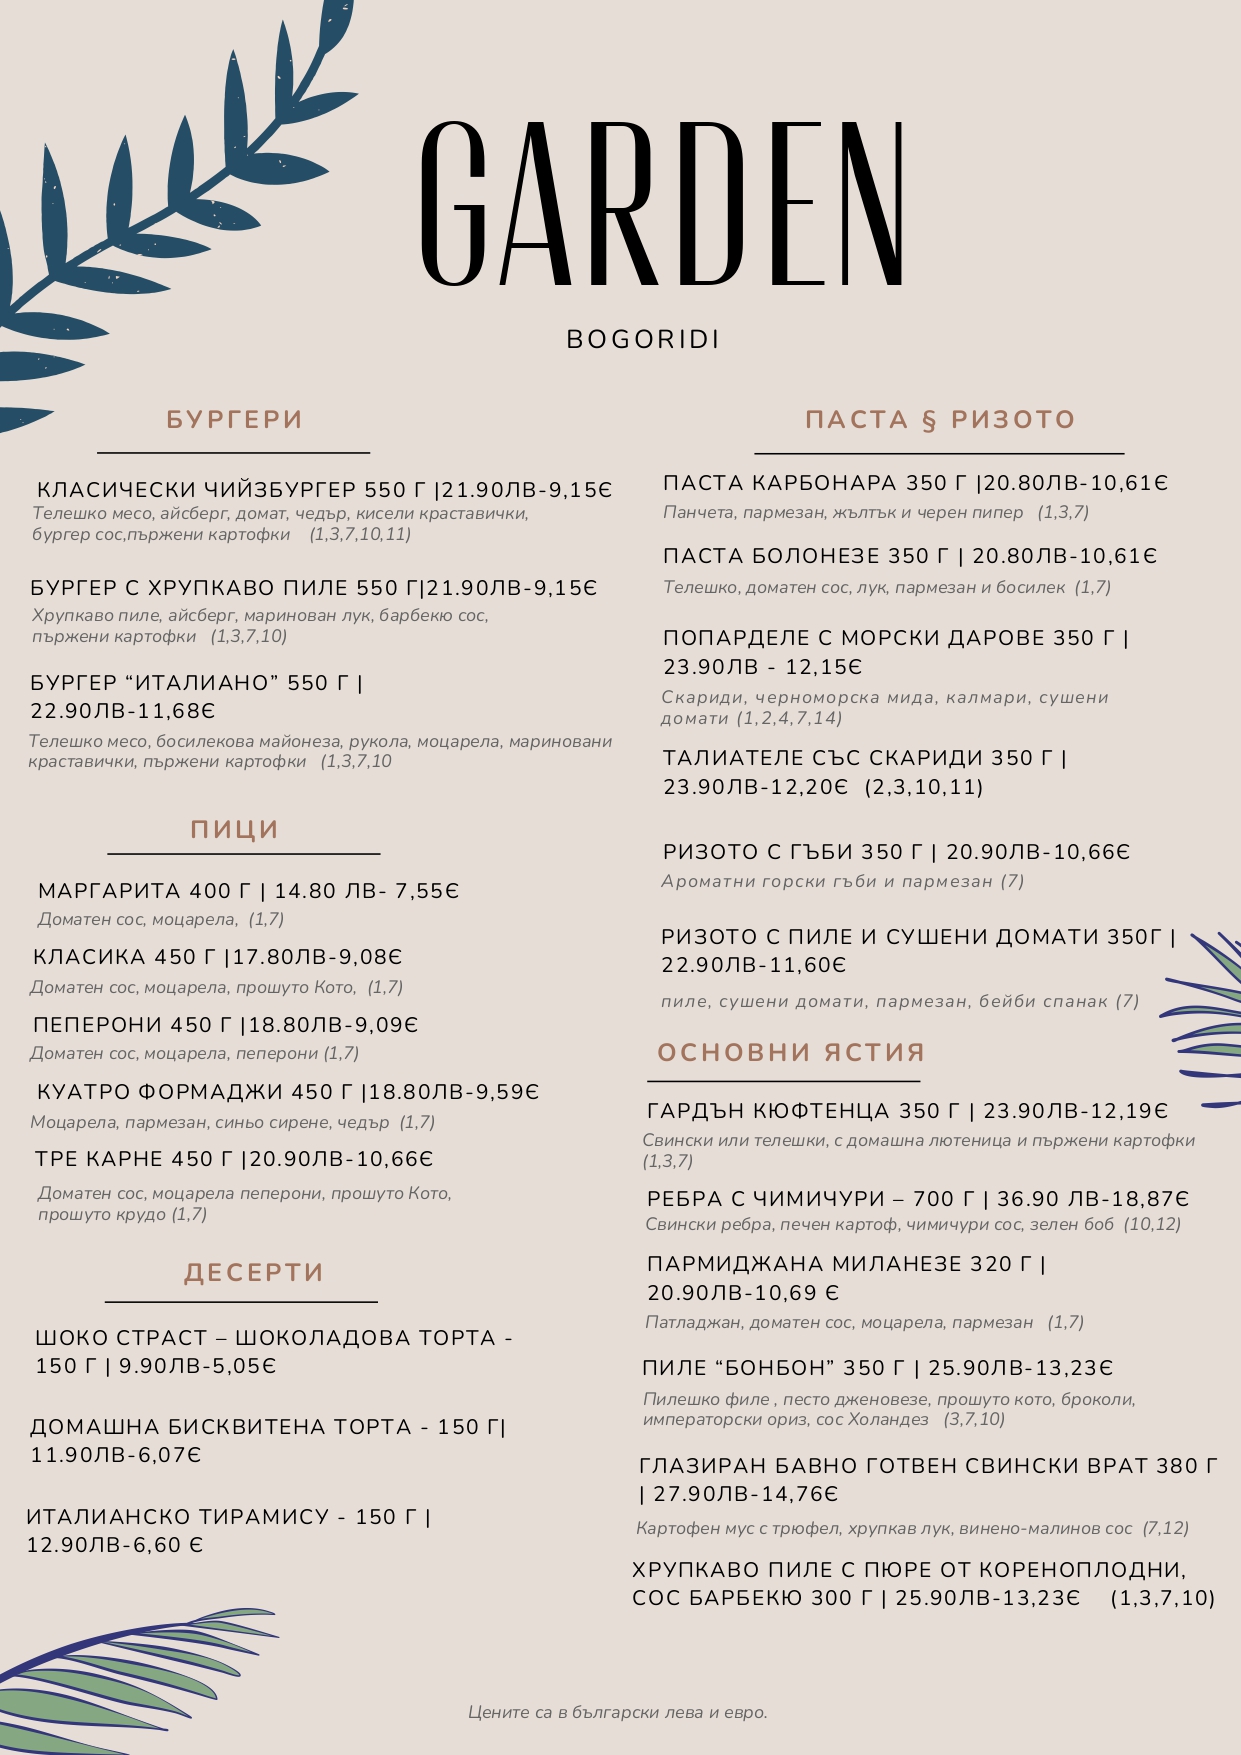 GARDEN
BOGORIDI
БУРГЕРИ
КЛАСИЧЕСКИ ЧИЙЗБУРГЕР 550 Г |21.90ЛВ-9,15€
Телешко месо, айсберг, домат, чедър, кисели краставички,
бургер сос,пържени картофки (1,3,7,10,11)
БУРГЕР С ХРУПКАВО ПИЛЕ 550 Г|21.90ЛВ-9,15€
Хрупкаво пиле, айсберг, маринован лук, барбекю сос,
пържени картофки (1,3,7,10)
БУРГЕР “ИТАЛИАНО” 550 Г |
22.90ЛВ-11,68€
Телешко месо, босилекова майонеза, рукола, моцарела, мариновани
краставички, пържени картофки (1,3,7,10
ПИЦИ
МАРГАРИТА 400 Г | 14.80 ЛВ- 7,55€
Доматен сос, моцарела, (1,7)
КЛАСИКА 450 Г |17.80ЛВ-9,08€
Доматен сос, моцарела, прошуто Кото, (1,7)
ПЕПЕРОНИ 450 Г |18.80ЛВ-9,09€
Доматен сос, моцарела, пеперони (1,7)
КУАТРО ФОРМАДЖИ 450 Г |18.80ЛВ-9,59€
Моцарела, пармезан, синьо сирене, чедър (1,7)
ТРЕ КАРНЕ 450 Г |20.90ЛВ-10,66€
Доматен сос, моцарела пеперони, прошуто Кото,
прошуто крудо (1,7)
ДЕСЕРТИ
ШОКО СТРАСТ – ШОКОЛАДОВА ТОРТА -
150 Г | 9.90ЛВ-5,05€
ДОМАШНА БИСКВИТЕНА ТОРТА - 150 Г|
11.90ЛВ-6,07€
ИТАЛИАНСКО ТИРАМИСУ - 150 Г |
12.90ЛВ-6,60 €
ПАСТА § РИЗОТО
ПАСТА КАРБОНАРА 350 Г |20.80ЛВ-10,61€
Панчета, пармезан, жълтък и черен пипер (1,3,7)
ПАСТА БОЛОНЕЗЕ 350 Г | 20.80ЛВ-10,61€
Телешко, доматен сос, лук, пармезан и босилек (1,7)
ПОПАРДЕЛЕ С МОРСКИ ДАРОВЕ 350 Г |
23.90ЛВ - 12,15€
Скариди, черноморска мида, калмари, сушени
домати (1,2,4,7,14)
ТАЛИАТЕЛЕ СЪС СКАРИДИ 350 Г |
23.90ЛВ-12,20€ (2,3,10,11)
РИЗОТО С ГЪБИ 350 Г | 20.90ЛВ-10,66€
Ароматни горски гъби и пармезан (7)
РИЗОТО С ПИЛЕ И СУШЕНИ ДОМАТИ 350Г |
22.90ЛВ-11,60€
пиле, сушени домати, пармезан, бейби спанак (7)
ОСНОВНИ ЯСТИЯ
ГАРДЪН КЮФТЕНЦА 350 Г | 23.90ЛВ-12,19€
Свински или телешки, с домашна лютеница и пържени картофки
(1,3,7)
РЕБРА С ЧИМИЧУРИ – 700 Г | 36.90 ЛВ-18,87€
Свински ребра, печен картоф, чимичури сос, зелен боб (10,12)
ПАРМИДЖАНА МИЛАНЕЗЕ 320 Г |
20.90ЛВ-10,69 €
Патладжан, доматен сос, моцарела, пармезан (1,7)
ПИЛЕ “БОНБОН” 350 Г | 25.90ЛВ-13,23€
Пилешко филе , песто дженовезе, прошуто кото, броколи,
императорски ориз, сос Холандез (3,7,10)
ГЛАЗИРАН БАВНО ГОТВЕН СВИНСКИ ВРАТ 380 Г
| 27.90ЛВ-14,76€
Картофен мус с трюфел, хрупкав лук, винено-малинов сос (7,12)
ХРУПКАВО ПИЛЕ С ПЮРЕ ОТ КОРЕНОПЛОДНИ,
СОС БАРБЕКЮ 300 Г | 25.90ЛВ-13,23€ (1,3,7,10)
Цените са в български лева и евро.